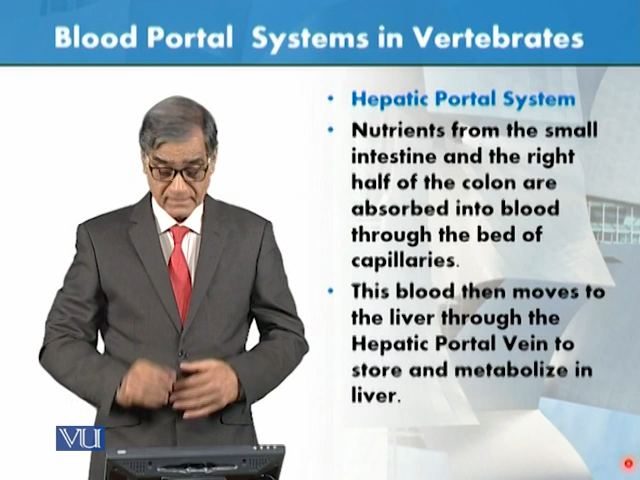 Blood Portal Systems in Vertebrates
• Hepatic Portal System
• Nutrients from the small
intestine and the right
half of the colon are
absorbed into blood
through the bed of
capillaries.
• This blood then moves to
the liver through the
Hepatic Portal Vein to
store and metabolize in
liver.
VU